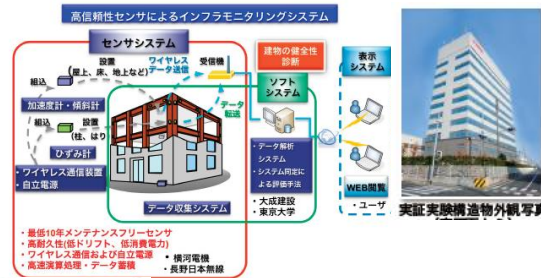 高信頼性センサによるインフラモニタリングシステム
センサシステム
設置
(屋上、床、地上など)
組込
ワイヤレス
データ送信
受信機
建物の健全性
診断
表示
システム
加速度計・傾斜計
組込
設置
(柱、はり)
ひずみ計
データ
転送
ソフト
システム
・ワイヤレス通信装置
・自立電源
・データ解析
システム
・システム同定に
よる評価手法
データ収集システム
・大成建設
・東京大学
WEB閲覧
・ユーザ
・最低10年メンテナンスフリーセンサ
・高耐久性(低ドリフト、低消費電力)
・ワイヤレス通信および自立電源
・高速演算処理・データ蓄積
・横河電機
・長野日本無線
実証実験構造物外観写真